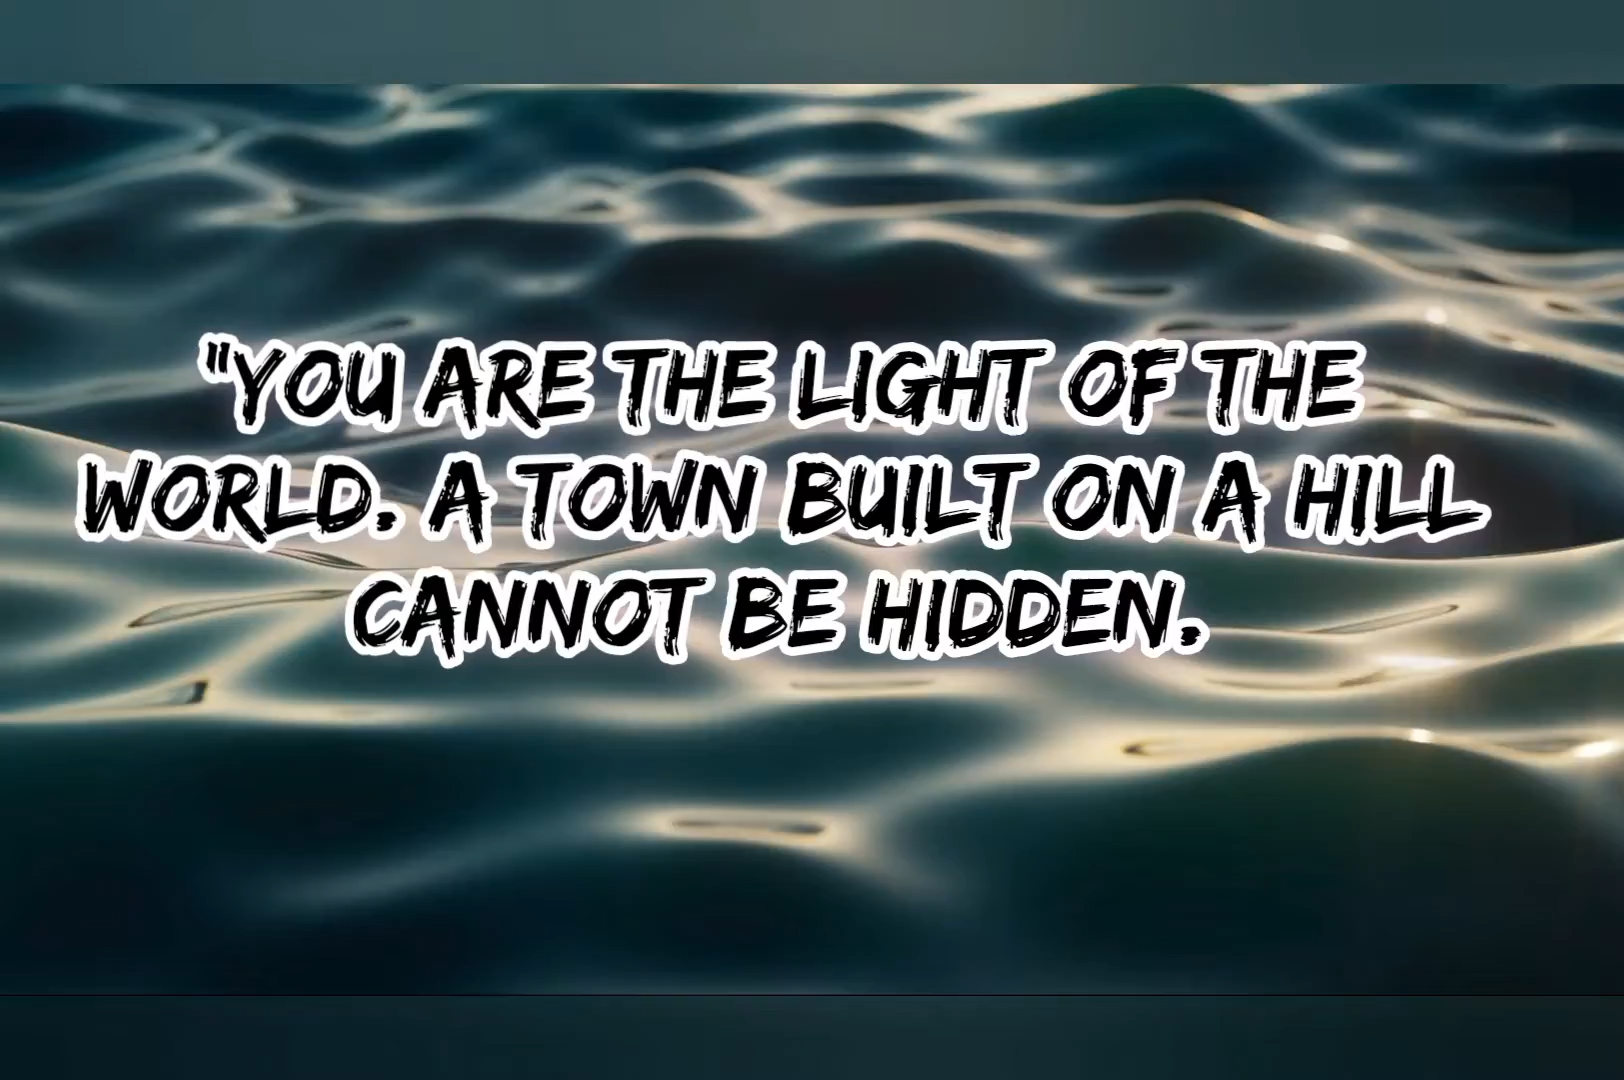 "YOU ARE THE LIGHT OF THE
WORLD. A TOWN BUILT ON A HILL
CANNOT BE HIDDEN.